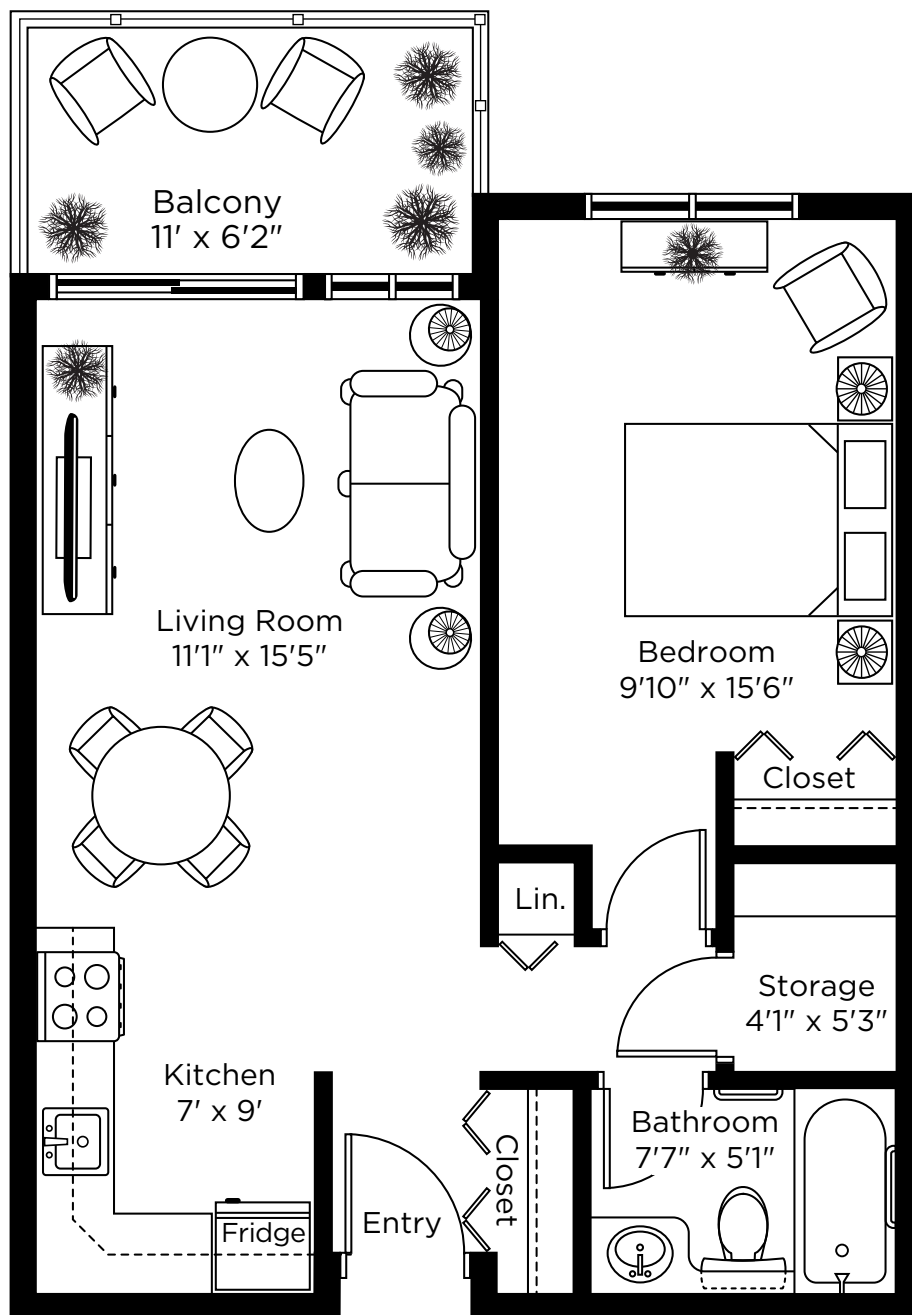 Balcony
11' x 6'2"
Living Room
11'1" x 15'5"
Bedroom
9'10" x 15'6"
Closet
Lin.
Storage
4'1" x 5'3"
Kitchen
7' x 9'
Bathroom
7'7" x 5'1"
Closet
Entry
Fridge